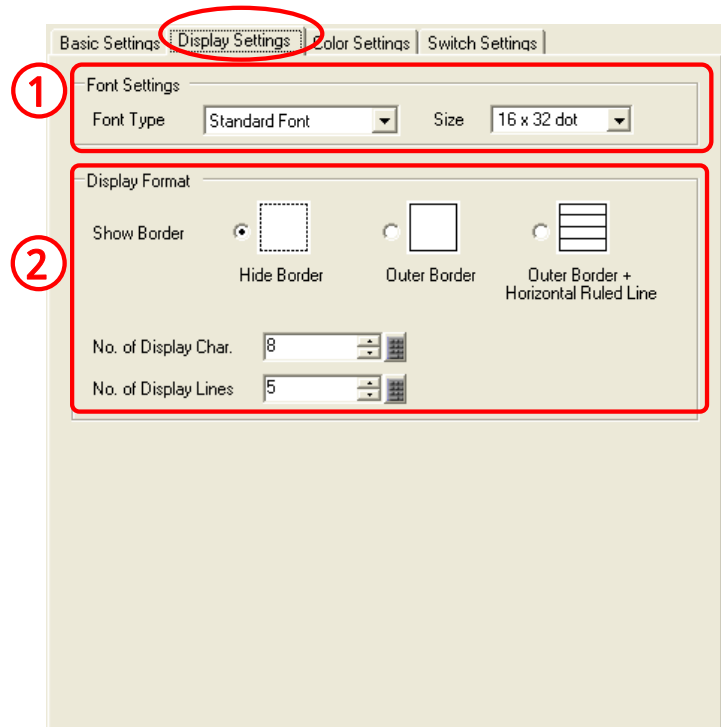 Basic Settings Display Settings Color Settings Switch Settings
1
Font Settings
Font Type Standard Font Size 16 x 32 dot
Display Format
Show Border
2
Hide Border Outer Border Outer Border +
Horizontal Ruled Line
No. of Display Char. 8
No. of Display Lines 5